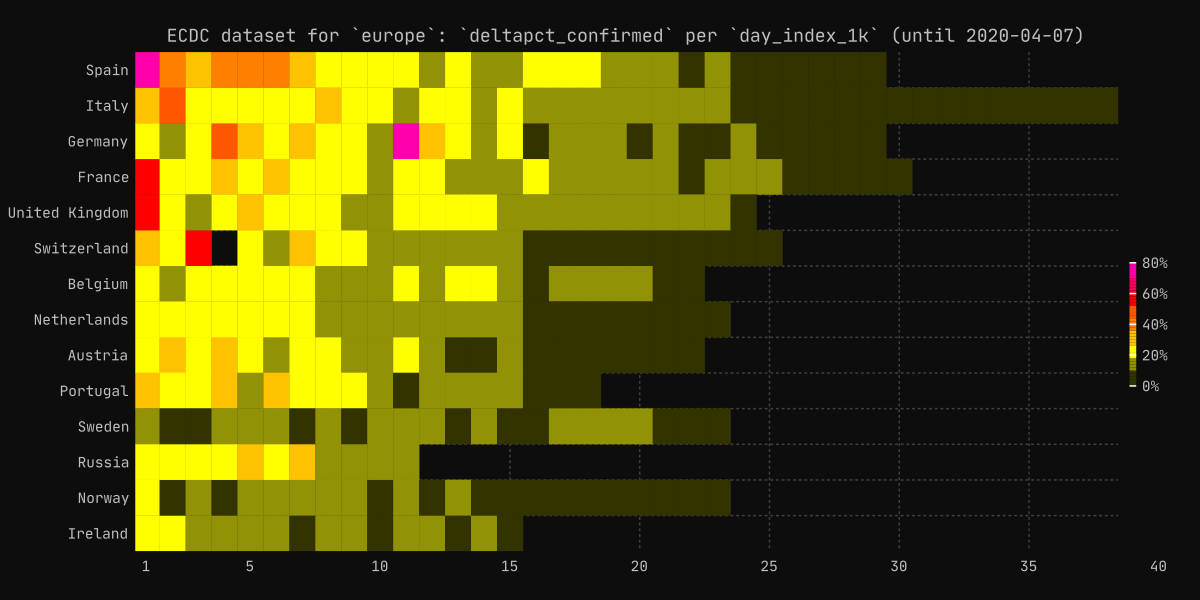 ECDC dataset for `europe`: `deltapct_confirmed` per `day_index_1k` (until 2020-04-07)
Spain
Italy
Germany
France
United Kingdom
Switzerland
Belgium
Netherlands
Austria
Portugal
Sweden
Russia
Norway
Ireland
80%
60%
40%
20%
0%
1 5 10 15 20 25 30 35 40